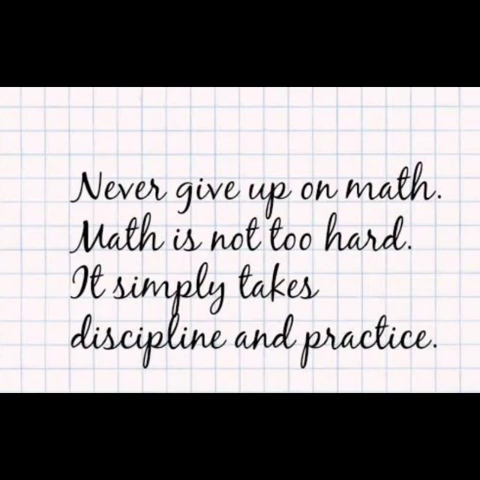 Never give up on math.
Math is not too hard.
It simply takes
discipline and practice.